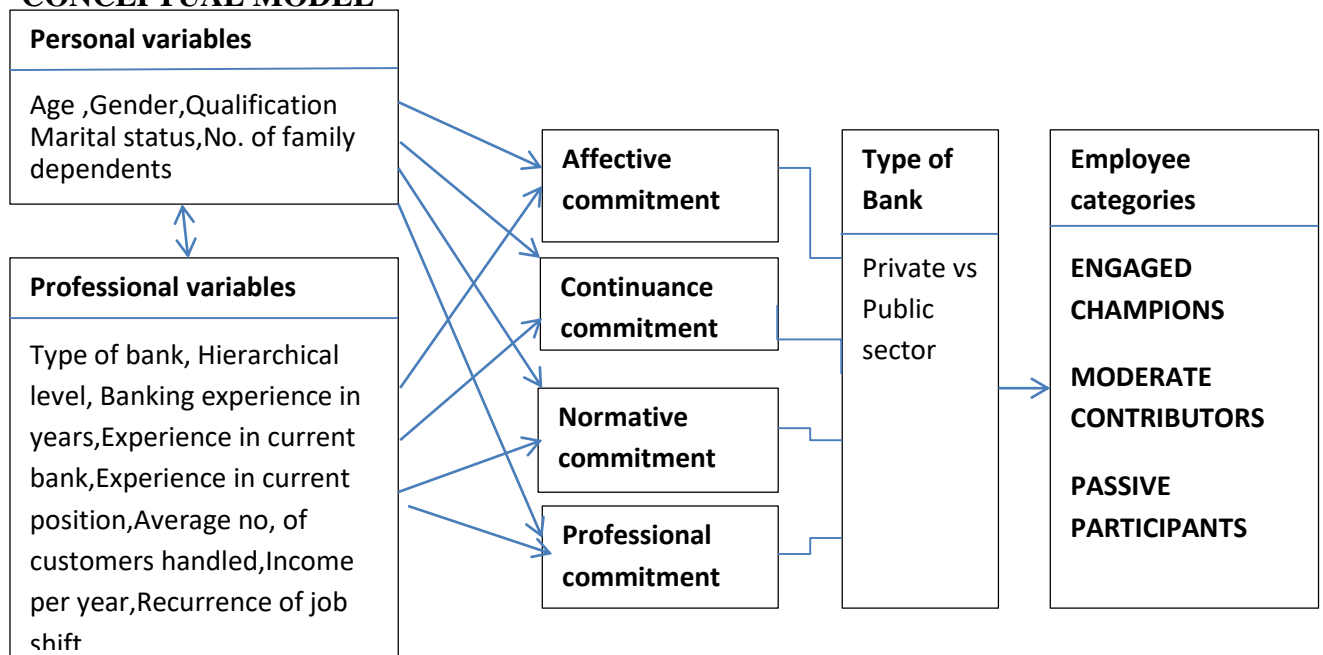 CONCEPTUAL MODEL
Personal variables
Age ,Gender,Qualification
Marital status,No. of family
dependents
Professional variables
Type of bank, Hierarchical
level, Banking experience in
years,Experience in current
bank,Experience in current
position,Average no, of
customers handled,Income
per year,Recurrence of job
shift
Affective
commitment
Continuance
commitment
Normative
commitment
Professional
commitment
Type of
Bank
Private vs
Public
sector
Employee
categories
ENGAGED
CHAMPIONS
MODERATE
CONTRIBUTORS
PASSIVE
PARTICIPANTS